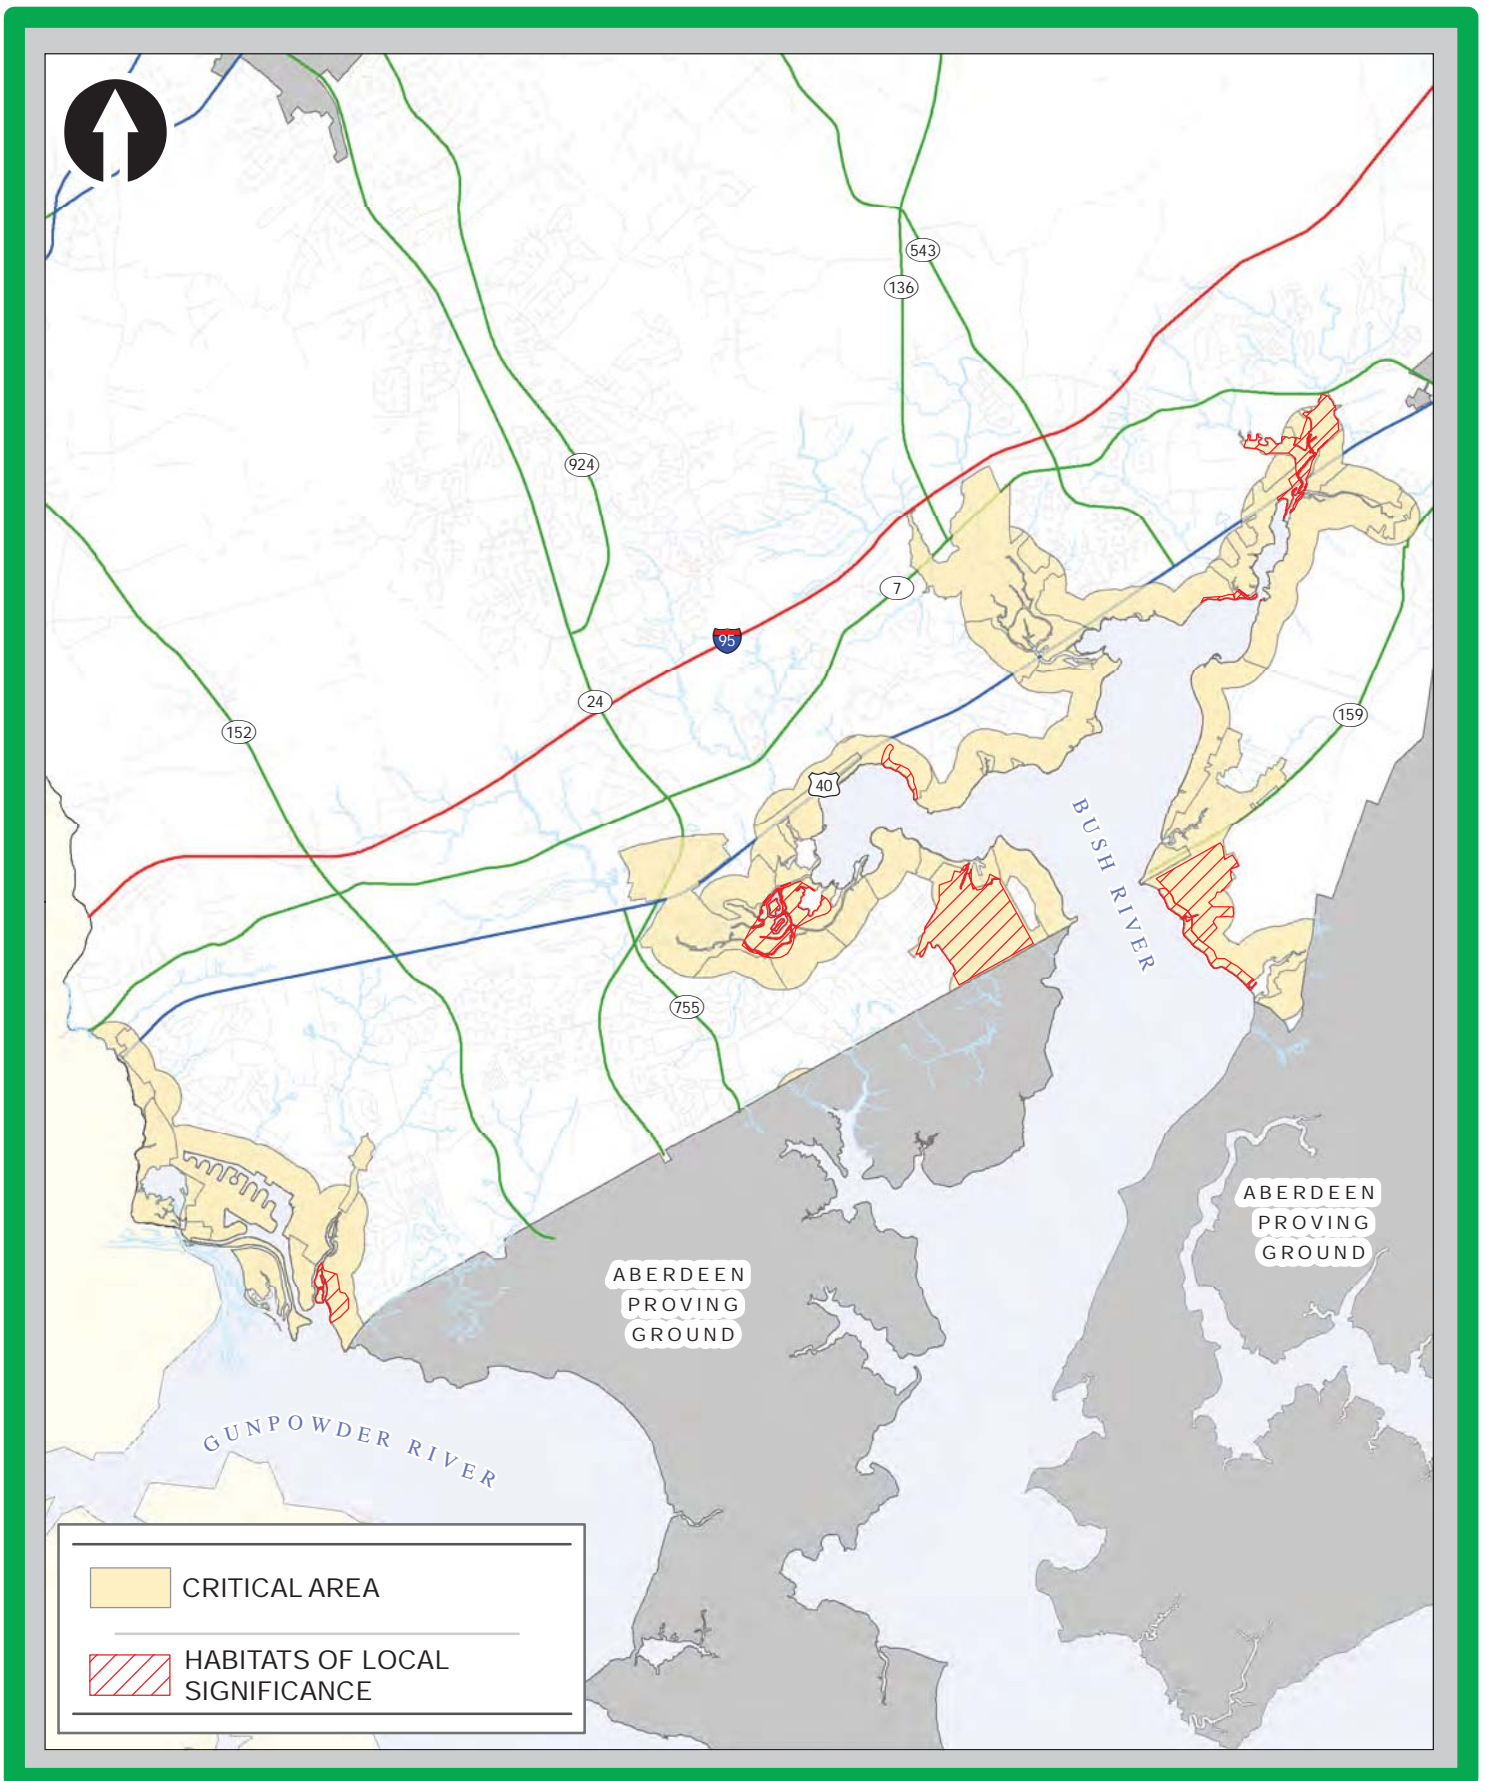 543
136
924
7
95
24
152
159
40
BUSH RIVER
755
ABERDEEN
PROVING
GROUND
ABERDEEN
PROVING
GROUND
GUNPOWDER RIVER
CRITICAL AREA
HABITATS OF LOCAL
SIGNIFICANCE